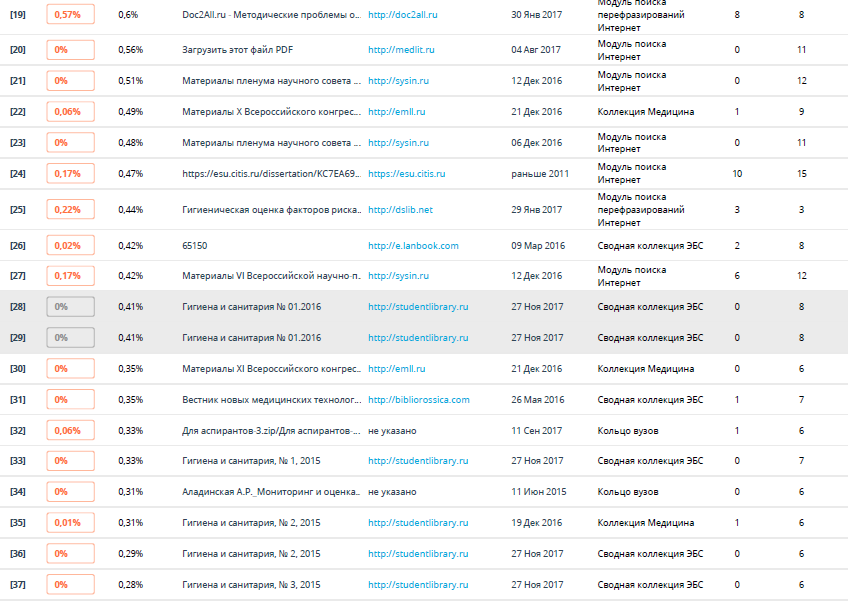 Модуль поиска
[19] 0,57% 0,6% Doc2All.ru - Методические проблемы о... http://doc2all.ru 30 Янв 2017 перефразирований 8 8
Интернет
[20] 0% 0,56% Загрузить этот файл PDF http://medlit.ru 04 Авг 2017 Модуль поиска 0 11
Интернет
[21] 0% 0,51% Материалы пленума научного совета ... http://sysin.ru 12 Дек 2016 Модуль поиска 0 12
Интернет
[22] 0,06% 0,49% Материалы X Всероссийского конгрес... http://emll.ru 21 Дек 2016 Коллекция Медицина 1 9
[23] 0% 0,48% Материалы пленума научного совета ... http://sysin.ru 06 Дек 2016 Модуль поиска 0 11
Интернет
[24] 0,17% 0,47% https://esu.citis.ru/dissertation/KC7EA69... https://esu.citis.ru раньше 2011 Модуль поиска 10 15
Интернет
Модуль поиска
[25] 0,22% 0,44% Гигиеническая оценка факторов риска... http://dslib.net 29 Янв 2017 перефразирований 3 3
Интернет
[26] 0,02% 0,42% 65150 http://e.lanbook.com 09 Мар 2016 Сводная коллекция ЭБС 2 8
[27] 0,17% 0,42% Материалы VI Всероссийской научно-п... http://sysin.ru 12 Дек 2016 Модуль поиска 6 12
Интернет
[28] 0% 0,41% Гигиена и санитария № 01.2016 http://studentlibrary.ru 27 Ноя 2017 Сводная коллекция ЭБС 0 8
[29] 0% 0,41% Гигиена и санитария № 01.2016 http://studentlibrary.ru 27 Ноя 2017 Сводная коллекция ЭБС 0 8
[30] 0% 0,35% Материалы XI Всероссийского конгрес... http://emll.ru 21 Дек 2016 Коллекция Медицина 0 6
[31] 0% 0,35% Вестник новых медицинских технолог... http://bibliorossica.com 26 Мая 2016 Сводная коллекция ЭБС 1 7
[32] 0,06% 0,33% Для аспирантов-3.zip/Для аспирантов-... не указано 11 Сен 2017 Кольцо вузов 1 6
[33] 0% 0,33% Гигиена и санитария, № 1, 2015 http://studentlibrary.ru 27 Ноя 2017 Сводная коллекция ЭБС 0 7
[34] 0% 0,31% Аладинская А.Р._Мониторинг и оценка... не указано 11 Июн 2015 Кольцо вузов 0 6
[35] 0,01% 0,31% Гигиена и санитария, № 2, 2015 http://studentlibrary.ru 19 Дек 2016 Коллекция Медицина 1 6
[36] 0% 0,29% Гигиена и санитария, № 2, 2015 http://studentlibrary.ru 27 Ноя 2017 Сводная коллекция ЭБС 0 6
[37] 0% 0,28% Гигиена и санитария, № 3, 2015 http://studentlibrary.ru 27 Ноя 2017 Сводная коллекция ЭБС 0 6